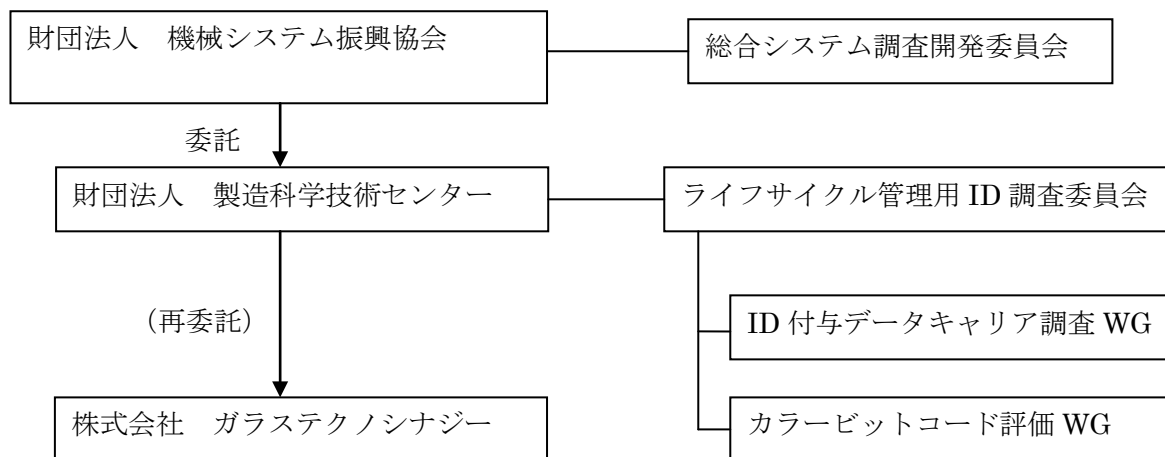 財団法人　機械システム振興協会
総合システム調査開発委員会
委託
財団法人　製造科学技術センター
ライフサイクル管理用 ID 調査委員会
（再委託）
ID 付与データキャリア調査 WG
株式会社　ガラステクノシナジー
カラービットコード評価 WG